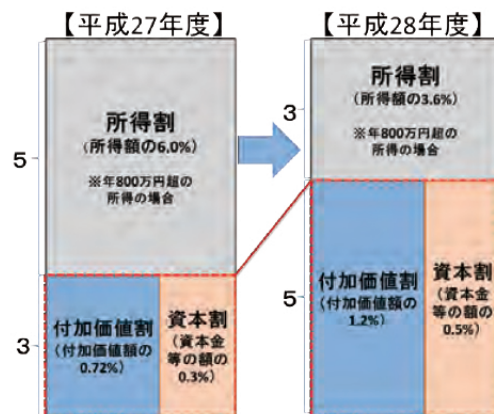 【平成27年度】
【平成28年度】
5
所得割
(所得額の6.0%)
※年800万円超の
所得の場合
3
付加価値割
(付加価値額の
0.72%)
資本割
(資本金
等の額の
0.3%)
3
所得割
(所得額の3.6%)
※年800万円超の
所得の場合
5
付加価値割
(付加価値額の
1.2%)
資本割
(資本金
等の額の
0.5%)